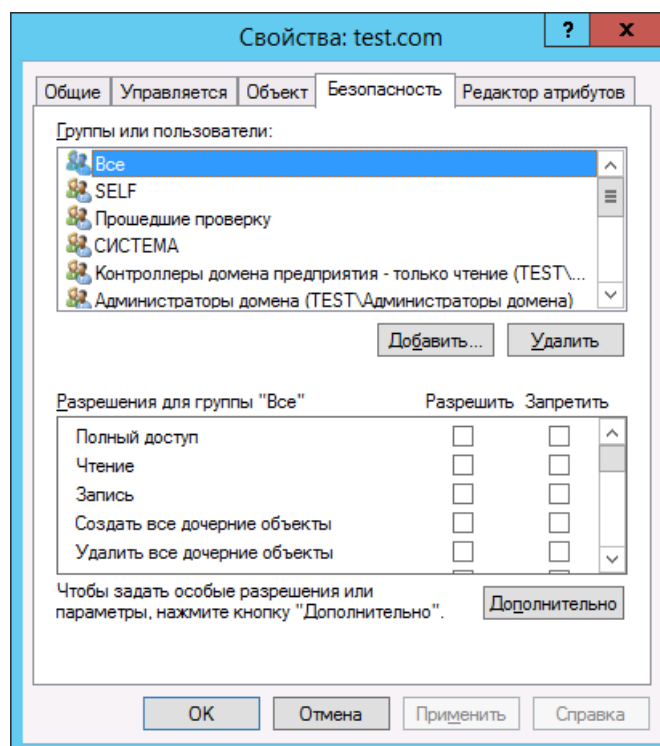 Свойства: test.com
?
x
Общие
Управляется
Объект
Безопасность
Редактор атрибутов
Группы или пользователи:
Все
SELF
Прошедшие проверку
СИСТЕМА
Контроллеры домена предприятия - только чтение (TEST\...
Администраторы домена (TEST\Администраторы домена)
Добавить...
Удалить
Разрешения для группы "Все"
Разрешить
Запретить
Полный доступ
Чтение
Запись
Создать все дочерние объекты
Удалить все дочерние объекты
Чтобы задать особые разрешения или
параметры, нажмите кнопку "Дополнительно".
Дополнительно
OK
Отмена
Применить
Справка